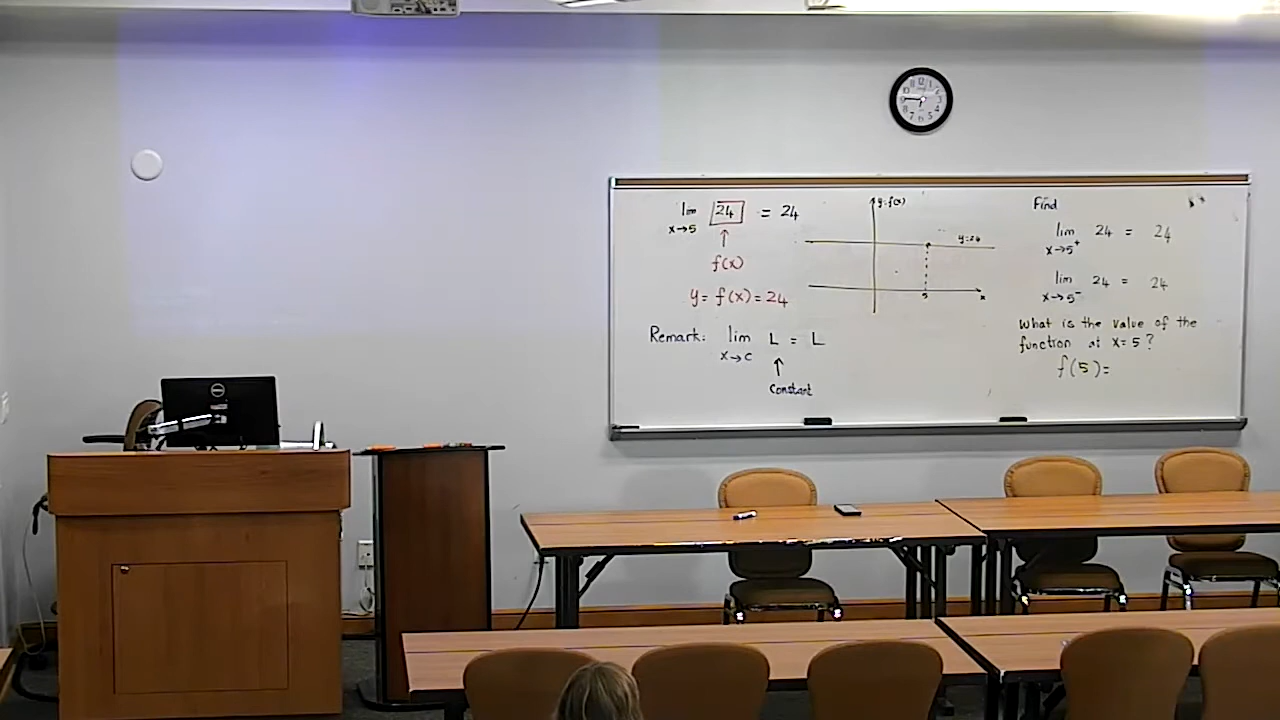 lim 24 = 24
x→5
↑
f(x)
y = f(x) = 24
Remark: lim L = L
x→c
↑
Constant
y=f(x)
y=24
5
x
Find
lim 24 = 24
x→5⁺
lim 24 = 24
x→5⁻
What is the value of the
function at x=5?
f(5)=
DELL